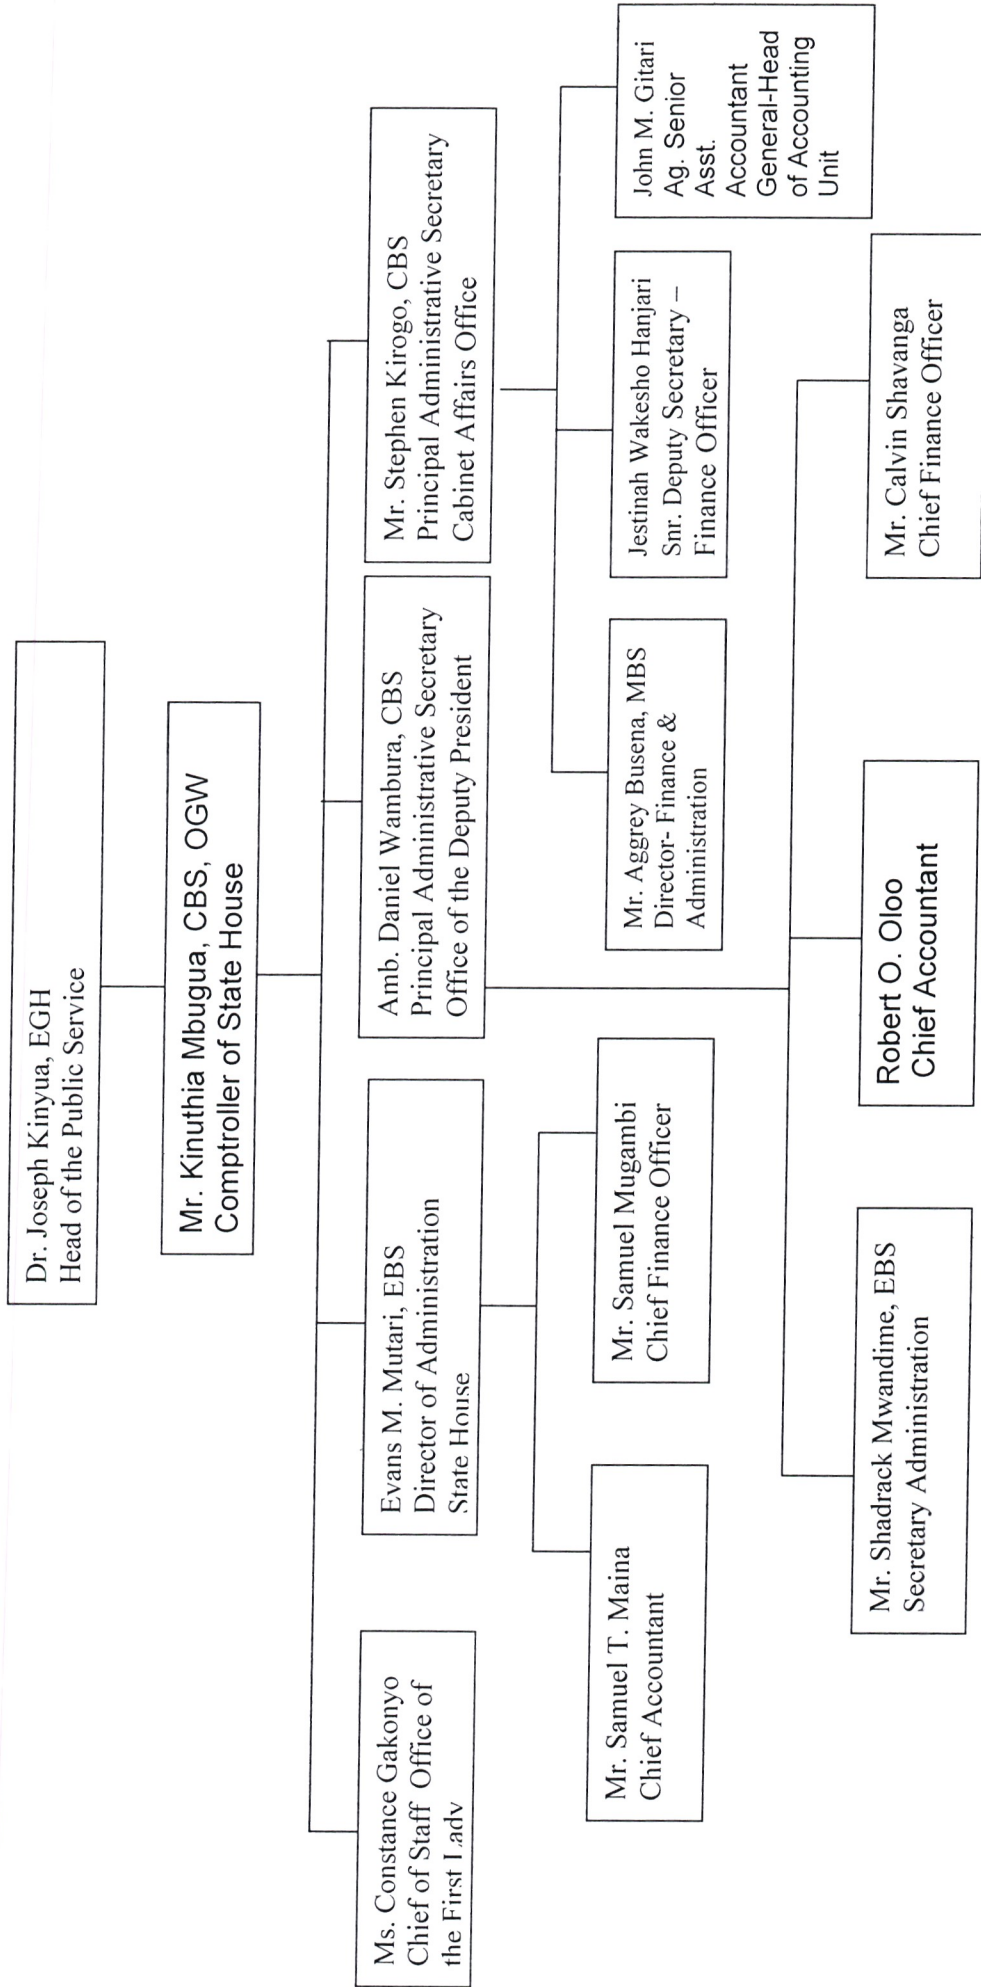 Dr. Joseph Kinyua, EGH
Head of the Public Service
Mr. Kinuthia Mbugua, CBS, OGW
Comptroller of State House
Ms. Constance Gakonyo
Chief of Staff Office of
the First Lady
Evans M. Mutari, EBS
Director of Administration
State House
Amb. Daniel Wambura, CBS
Principal Administrative Secretary
Office of the Deputy President
Mr. Stephen Kirogo, CBS
Principal Administrative Secretary
Cabinet Affairs Office
Mr. Samuel T. Maina
Chief Accountant
Mr. Samuel Mugambi
Chief Finance Officer
Mr. Aggrey Busena, MBS
Director- Finance &
Administration
Jestinah Wakesho Hanjari
Snr. Deputy Secretary –
Finance Officer
John M. Gitari
Ag. Senior
Asst.
Accountant
General-Head
of Accounting
Unit
Mr. Shadrack Mwandime, EBS
Secretary Administration
Robert O. Oloo
Chief Accountant
Mr. Calvin Shavanga
Chief Finance Officer